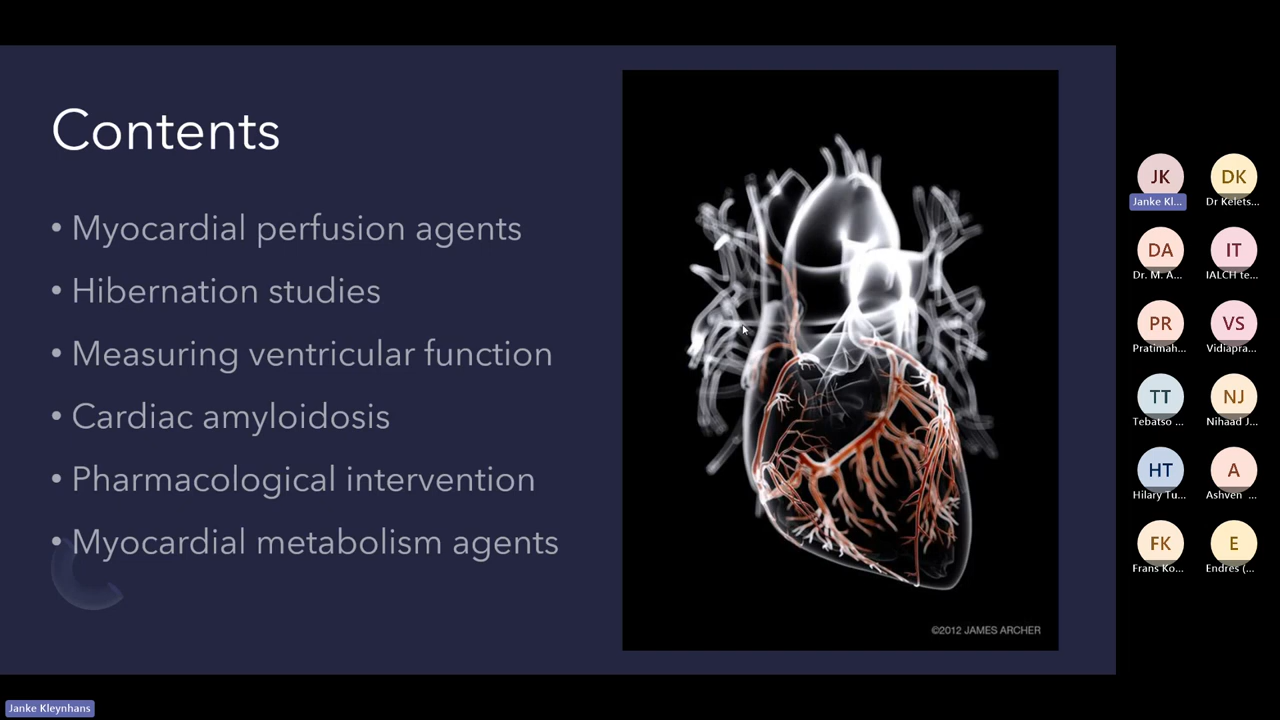 Contents
• Myocardial perfusion agents
• Hibernation studies
• Measuring ventricular function
• Cardiac amyloidosis
• Pharmacological intervention
• Myocardial metabolism agents
©2012 JAMES ARCHER
JK
DK
Janke Kl...
Dr Kelets...
DA
IT
Dr. M. A...
IALCH te...
PR
VS
Pratimah...
Vidiapra...
TT
NJ
Tebatso ...
Nihaad J...
HT
A
Hilary Tu...
Ashven ...
FK
E
Frans Ko...
Endres (...
Janke Kleynhans